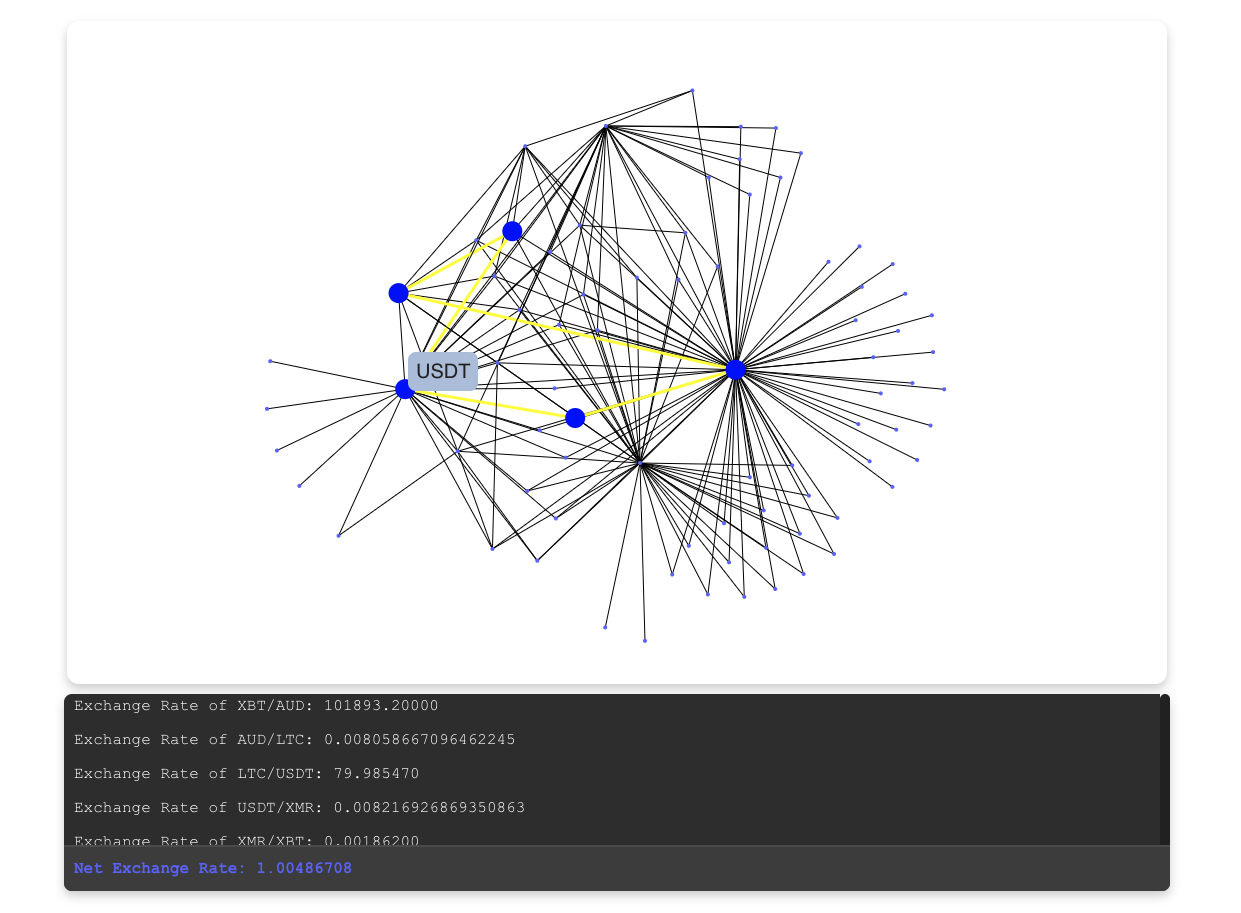 USDT
Exchange Rate of XBT/AUD: 101893.20000
Exchange Rate of AUD/LTC: 0.008058667096462245
Exchange Rate of LTC/USDT: 79.985470
Exchange Rate of USDT/XMR: 0.008216926869350863
Exchange Rate of XMR/XBT: 0.00186200
Net Exchange Rate: 1.00486708